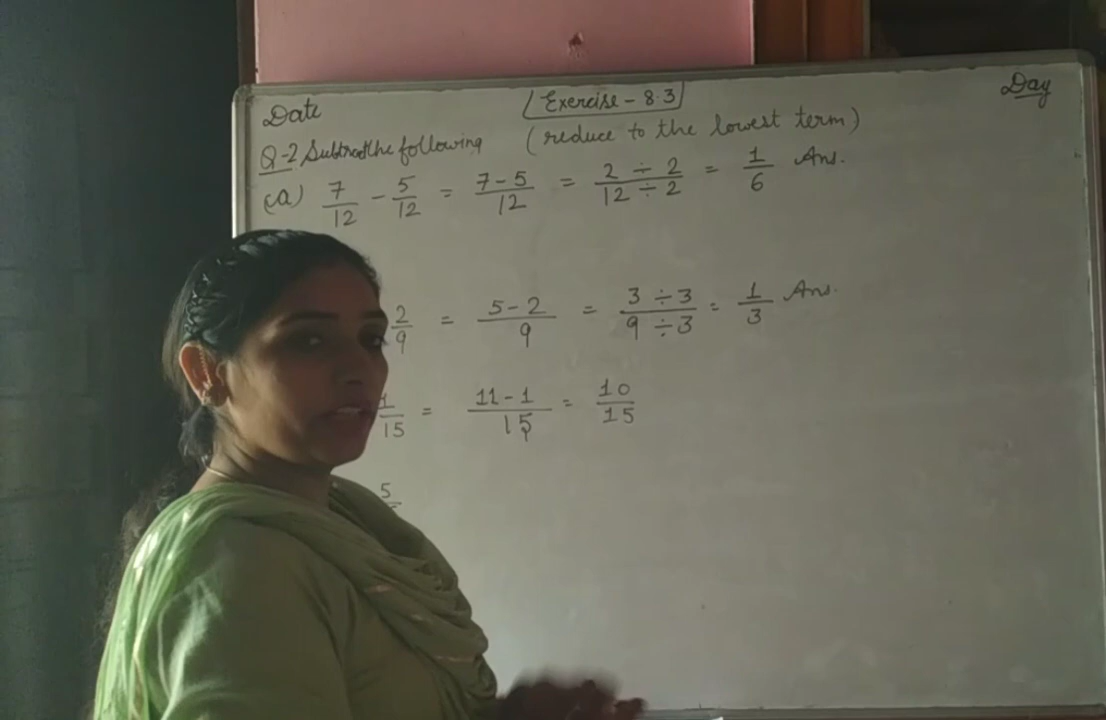 Date Exercise - 8.3 Day
Q-2 Subtract the following (reduce to the lowest term)
(a) 7/12 - 5/12 = 7-5/12 = 2÷2/12÷2 = 1/6 Ans.
2/9 = 5-2/9 = 3÷3/9÷3 = 1/3 Ans.
1/15 = 11-1/15 = 10/15
5